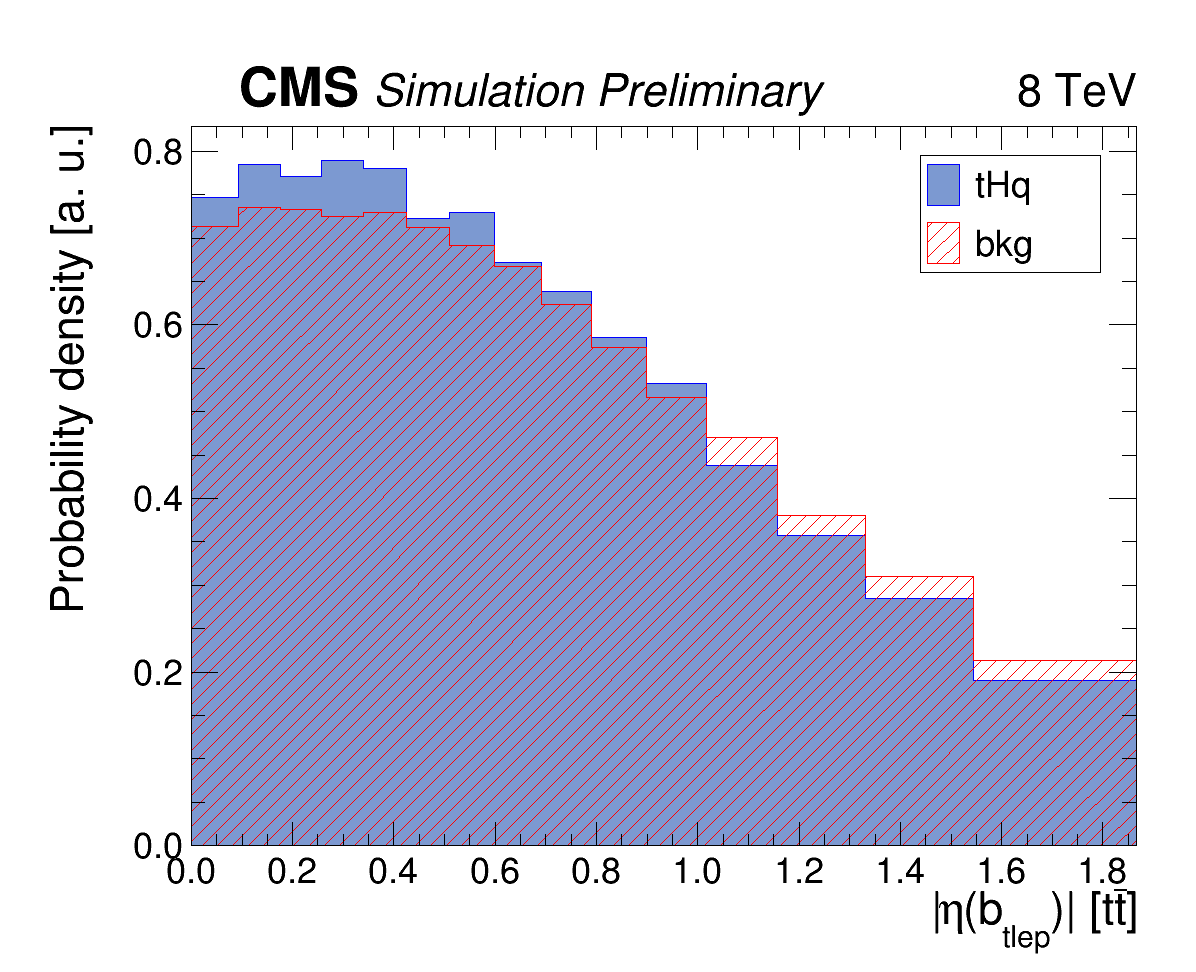 CMS Simulation Preliminary 8 TeV
Probability density [a. u.]
0.8
0.6
0.4
0.2
0.0
tHq
bkg
0.0 0.2 0.4 0.6 0.8 1.0 1.2 1.4 1.6 1.8
|η(b_tlep)| [tt̄]